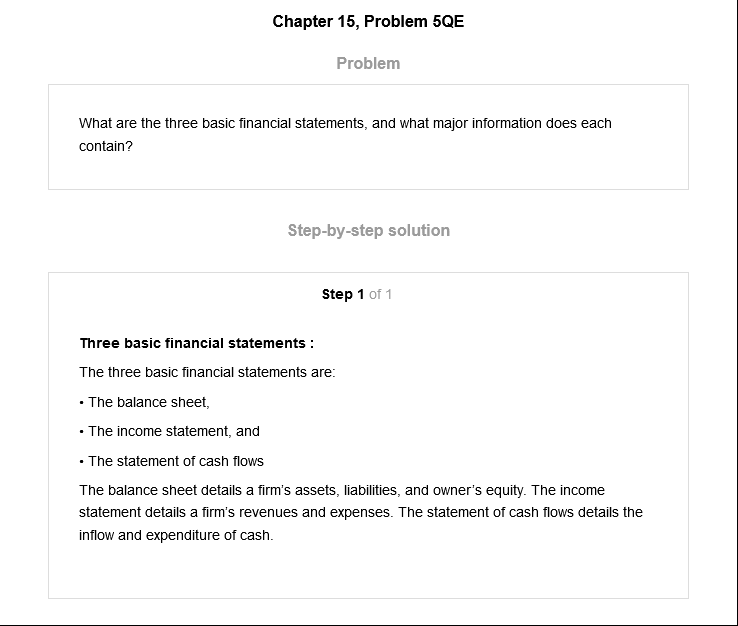 Chapter 15, Problem 5QE
Problem
What are the three basic financial statements, and what major information does each
contain?
Step-by-step solution
Step 1 of 1
Three basic financial statements :
The three basic financial statements are:
• The balance sheet,
• The income statement, and
• The statement of cash flows
The balance sheet details a firm’s assets, liabilities, and owner’s equity. The income
statement details a firm’s revenues and expenses. The statement of cash flows details the
inflow and expenditure of cash.